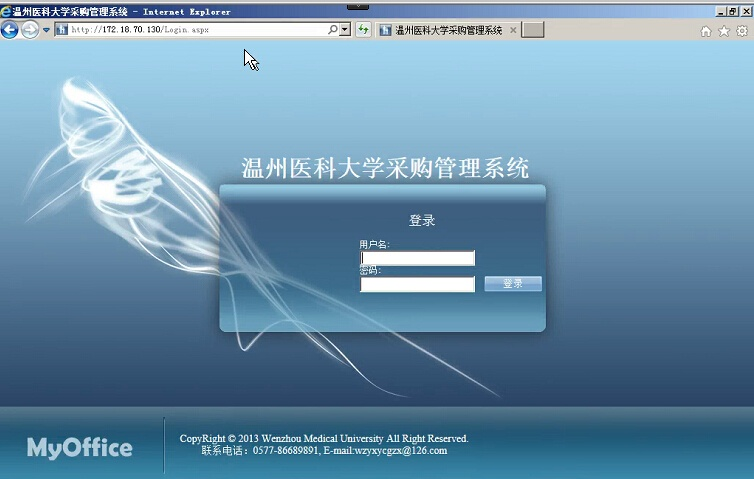 温州医科大学采购管理系统 - Internet Explorer
http://172.18.70.130/Login.aspx
温州医科大学采购管理系统
温州医科大学采购管理系统
登录
用户名:
密码:
登录
MyOffice
CopyRight © 2013 Wenzhou Medical University All Right Reserved.
联系电话：0577-86689891, E-mail:wzyxycgzx@126.com